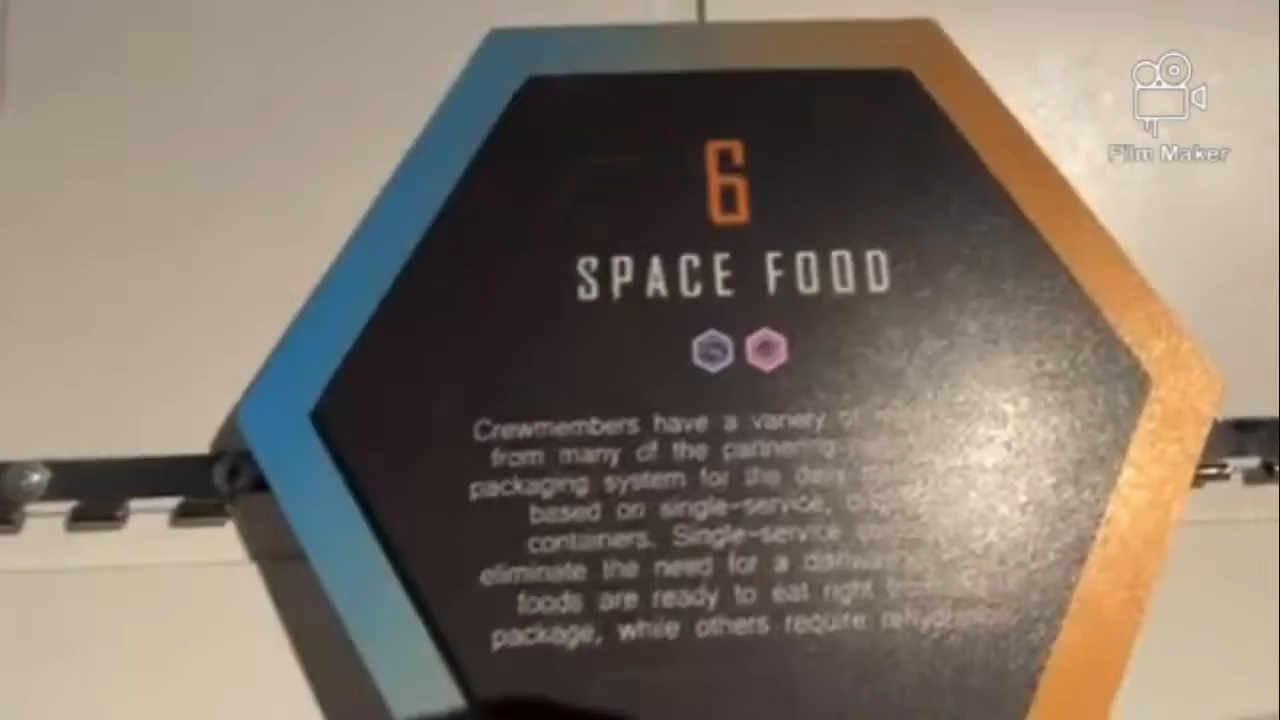 Film Maker
6
SPACE FOOD
Crewmembers have a variety of
from many of the partnering
packaging system for the daily
based on single-service,
containers. Single-service
eliminate the need for a
foods are ready to eat right
package, while others require